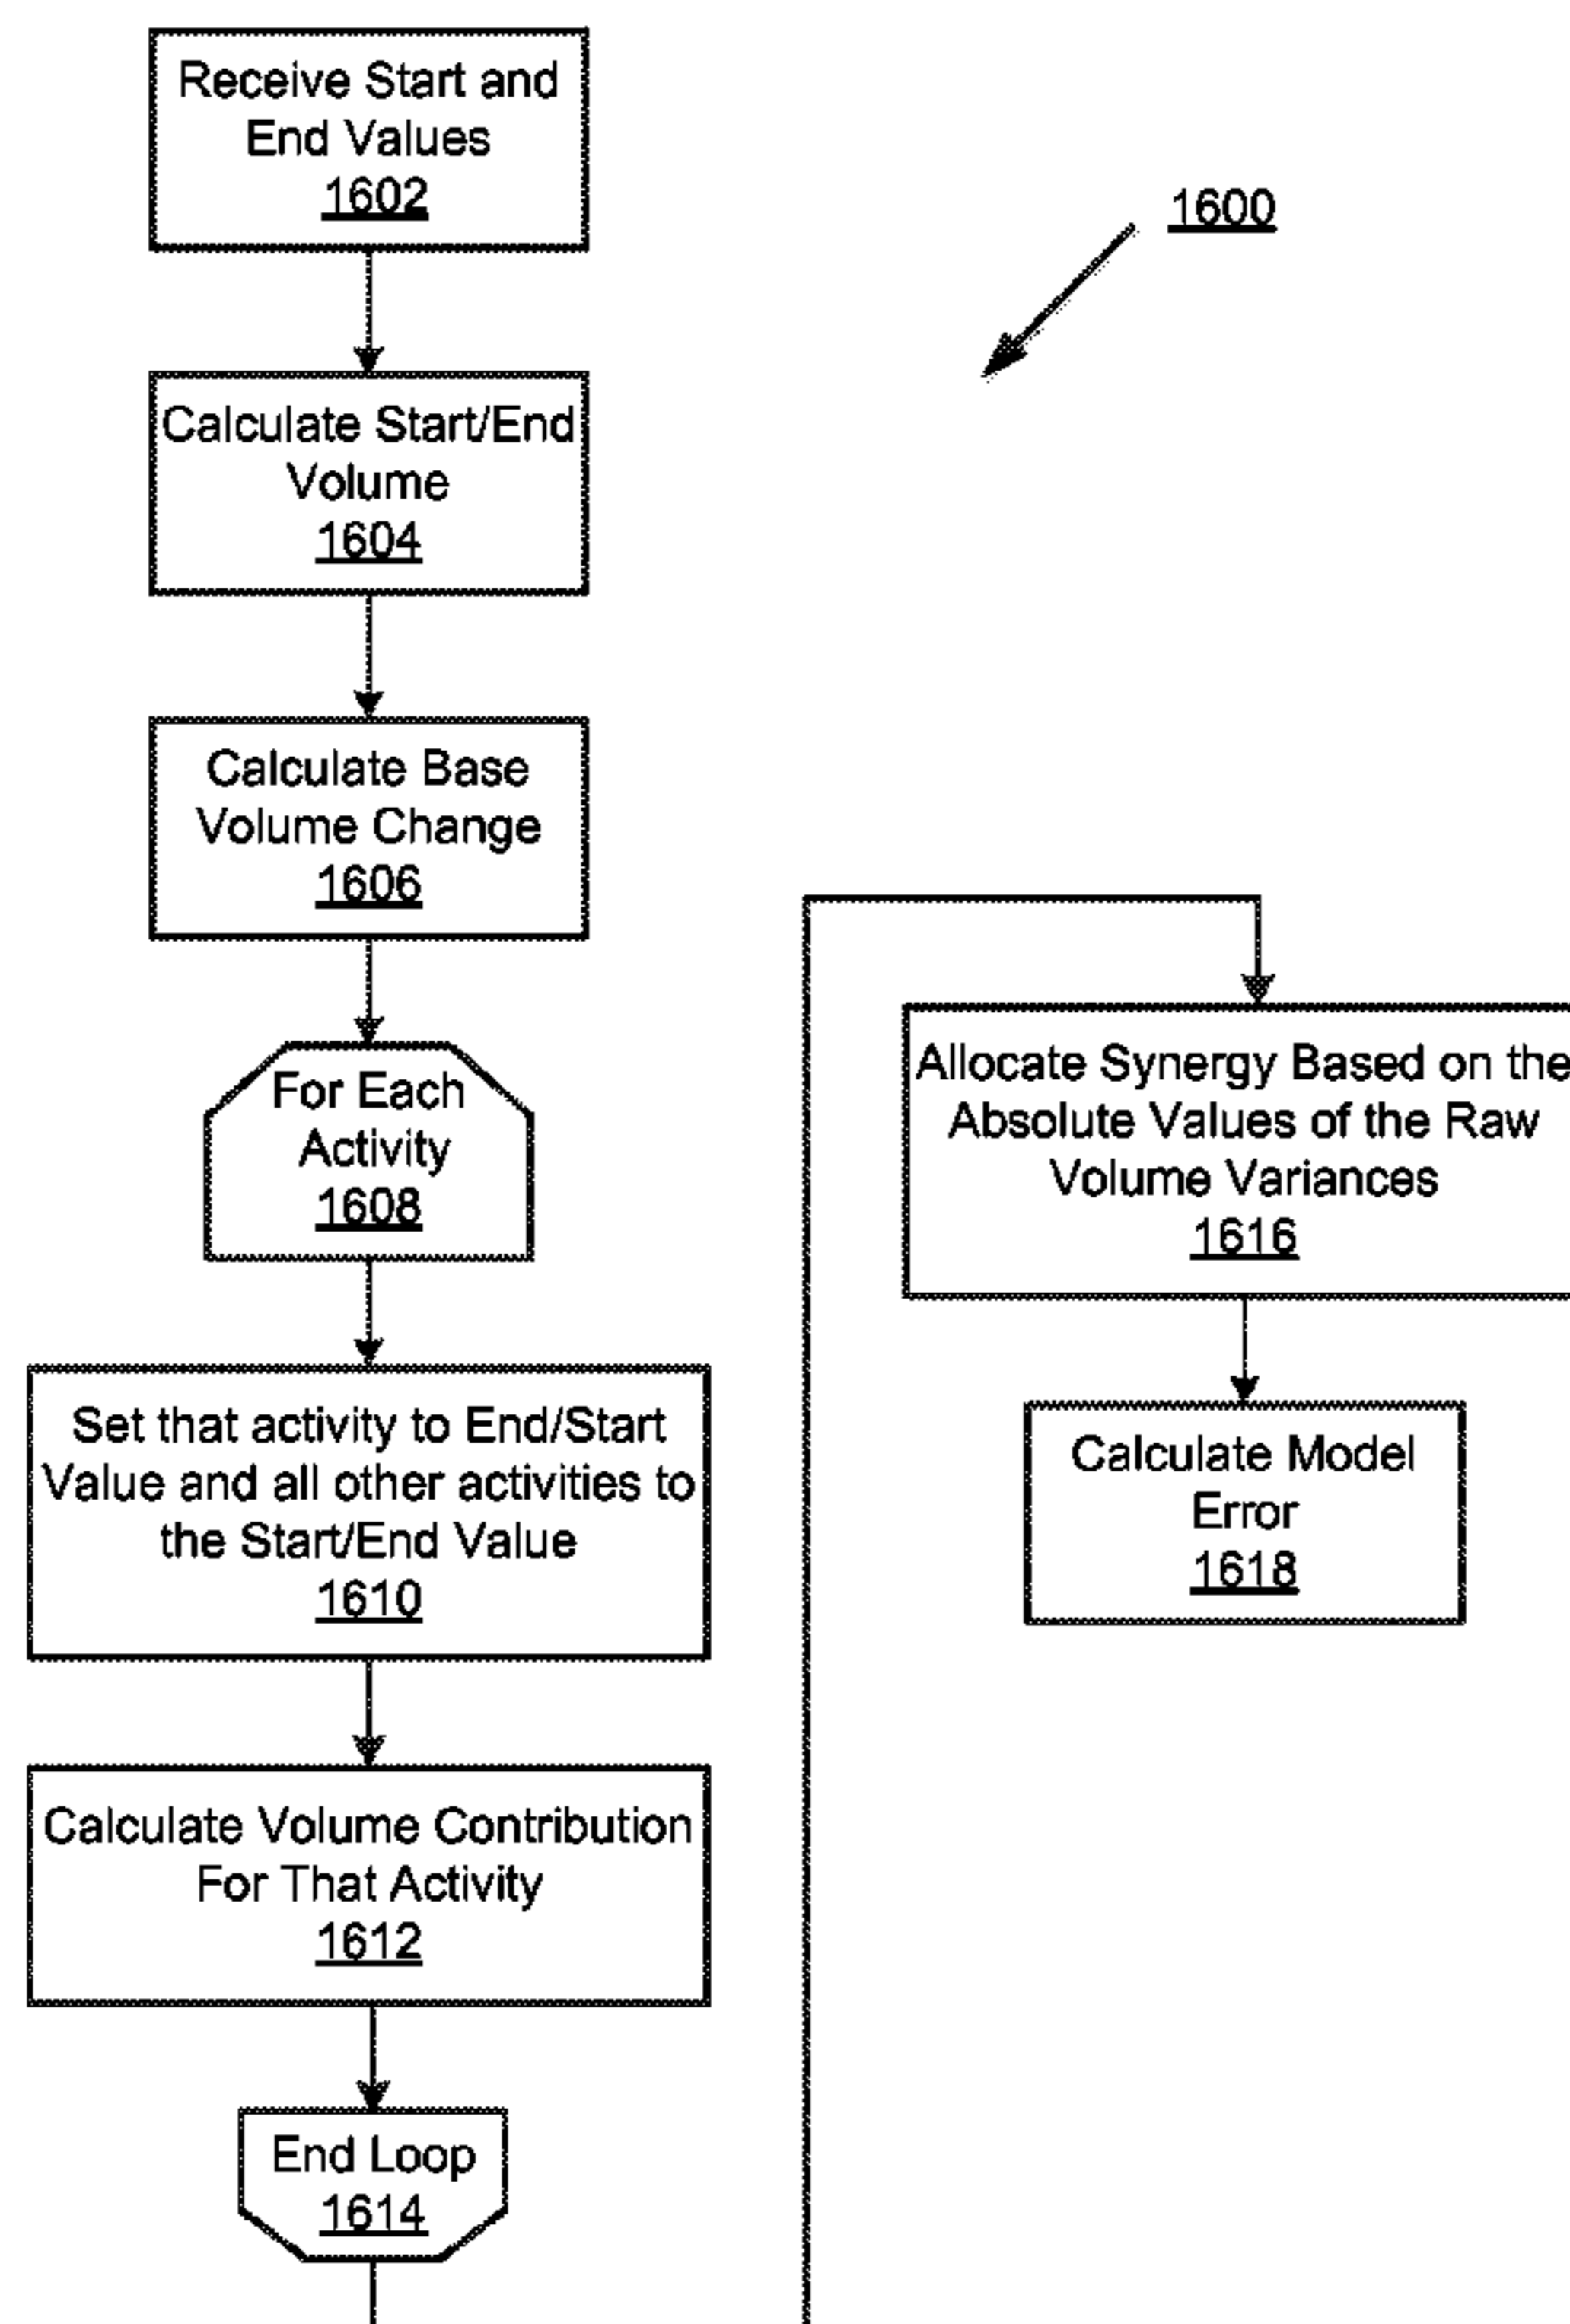 Receive Start and
End Values
1602
1600
Calculate Start/End
Volume
1604
Calculate Base
Volume Change
1606
For Each
Activity
1608
Set that activity to End/Start
Value and all other activities to
the Start/End Value
1610
Calculate Volume Contribution
For That Activity
1612
End Loop
1614
Allocate Synergy Based on the
Absolute Values of the Raw
Volume Variances
1616
Calculate Model
Error
1618